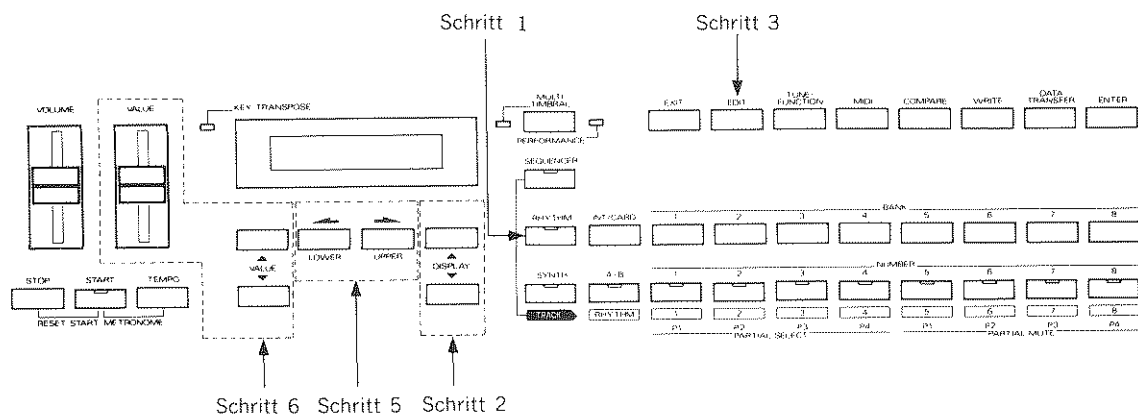 Schritt 1 Schritt 3
VOLUME VALUE KEY TRANSPOSE MULTI TIMBRAL EXIT EDIT TUNE-FUNCTION MIDI COMPARE WRITE DATA TRANSFER ENTER
PERFORMANCE
SEQUENCER
RHYTHM INT/CARD BANK
1 2 3 4 5 6 7 8
VALUE LOWER UPPER DISPLAY
STOP START TEMPO SYNTH A·B NUMBER
1 2 3 4 5 6 7 8
RESET START METRONOME TRACK RHYTHM 1 2 3 4 5 6 7 8
P1 P2 P3 P4 P1 P2 P3 P4
PARTIAL SELECT PARTIAL MUTE
Schritt 6 Schritt 5 Schritt 2